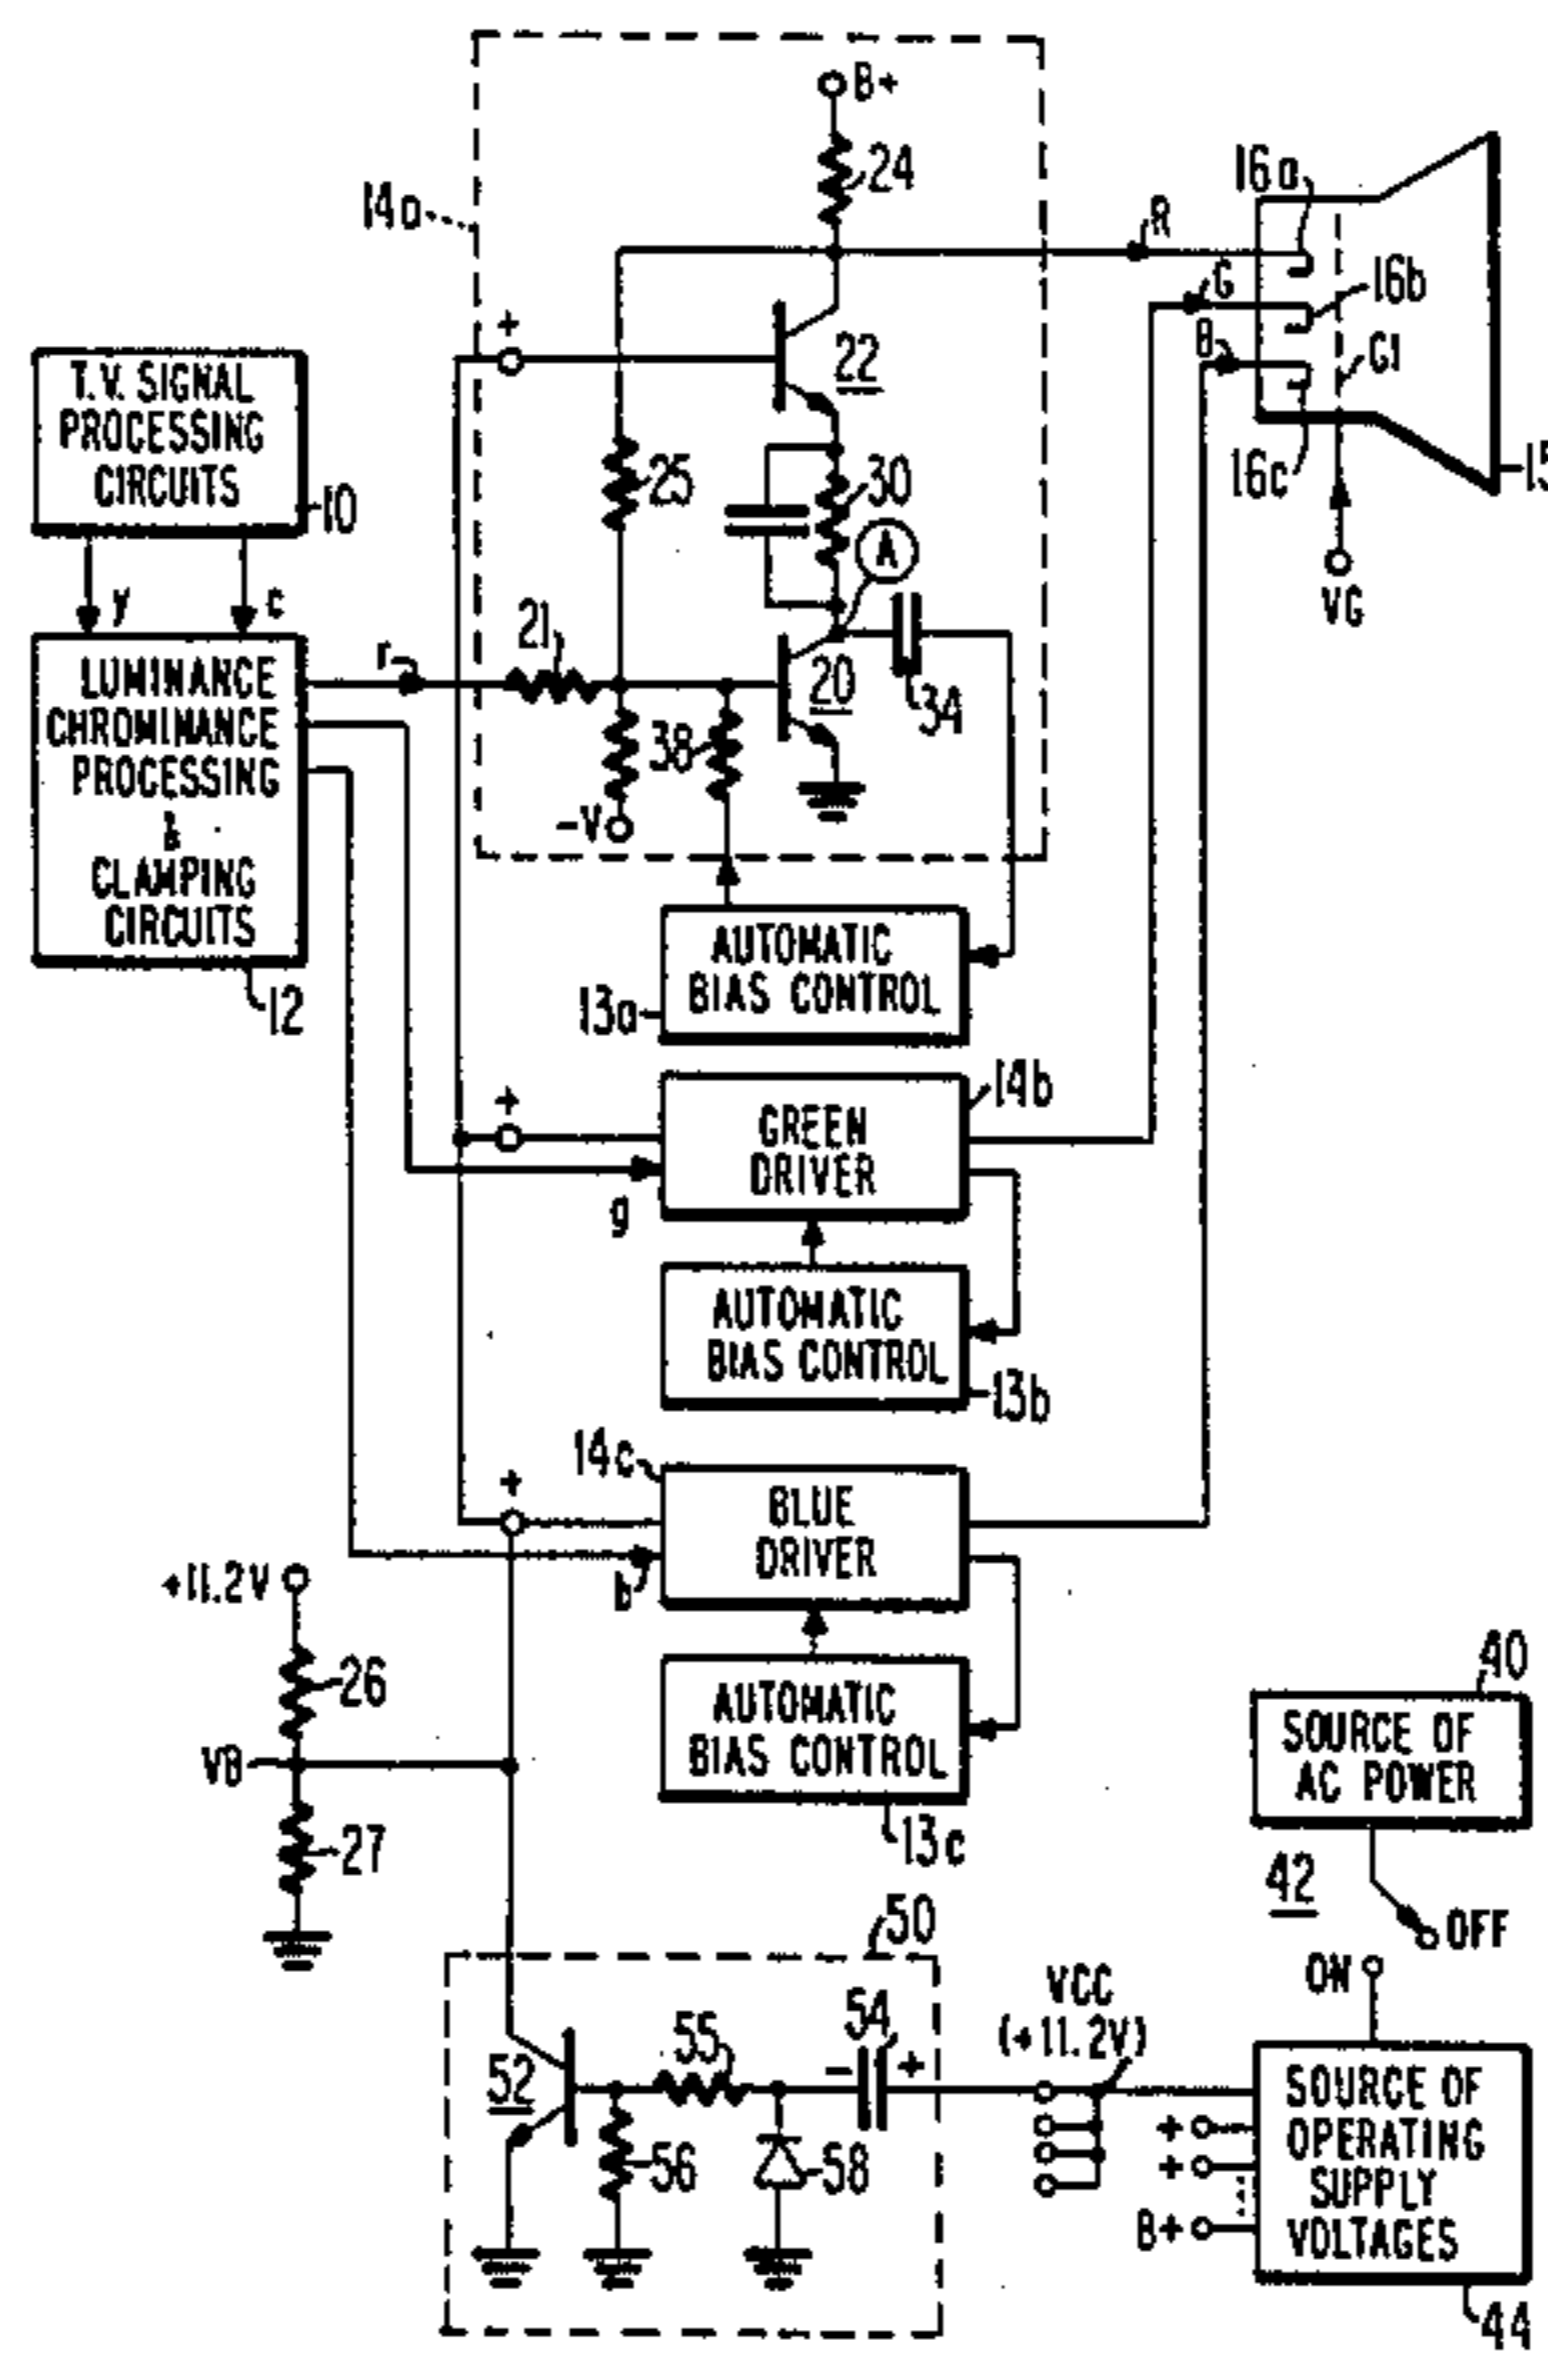 B+
24
14a
R
16a
G
16b
B
G1
+
22
T.V. SIGNAL
PROCESSING
CIRCUITS
10
25
30
16c
15
A
VG
y
c
21
LUMINANCE
CHROMINANCE
PROCESSING
&
CLAMPING
CIRCUITS
12
r
20
34
38
-V
AUTOMATIC
BIAS CONTROL
13a
+
14b
GREEN
DRIVER
g
AUTOMATIC
BIAS CONTROL
13b
14c
+
BLUE
DRIVER
b
+11.2V
26
AUTOMATIC
BIAS CONTROL
13c
VB
27
40
SOURCE OF
AC POWER
42
OFF
ON
50
VCC
(+11.2V)
54
- +
55
52
56
58
SOURCE OF
OPERATING
SUPPLY
VOLTAGES
+
+
B+
44